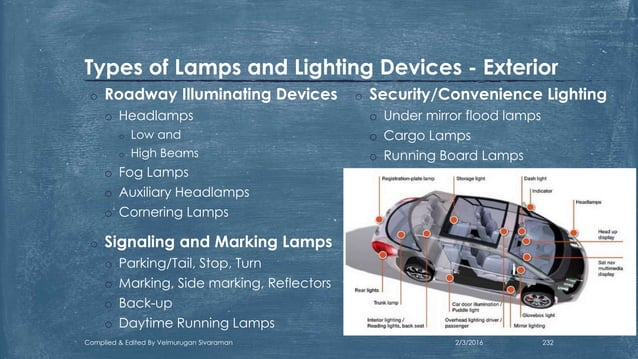 Types of Lamps and Lighting Devices - Exterior
Roadway Illuminating Devices
Headlamps
Low and
High Beams
Fog Lamps
Auxiliary Headlamps
Cornering Lamps
Signaling and Marking Lamps
Parking/Tail, Stop, Turn
Marking, Side marking, Reflectors
Back-up
Daytime Running Lamps
Security/Convenience Lighting
Under mirror flood lamps
Cargo Lamps
Running Board Lamps
Registration-plate lamp
Storage light
Dash light
Indicator
Headlamps
Head up
display
Sat nav
multimedia
display
Rear lights
Trunk lamp
Car door illumination /
Puddle light
Glovebox light
Interior lighting /
Reading lights, back seat
Overhead lighting driver /
passenger
Mirror lighting
Complied & Edited By Velmurugan Sivaraman
2/3/2016
232